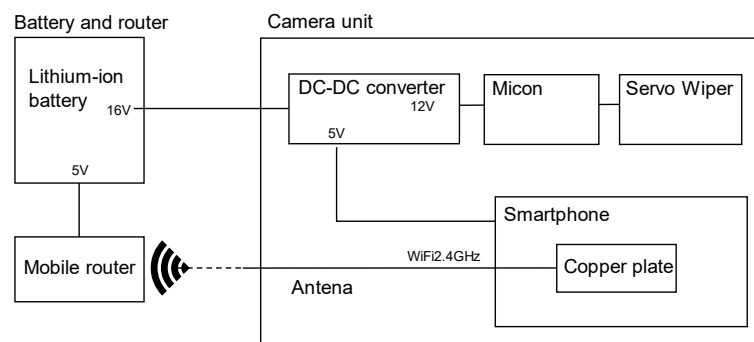 Battery and router
Camera unit
Lithium-ion
battery
16V
5V
DC-DC converter
12V
5V
Micon
Servo Wiper
Smartphone
Mobile router
WiFi2.4GHz
Copper plate
Antena